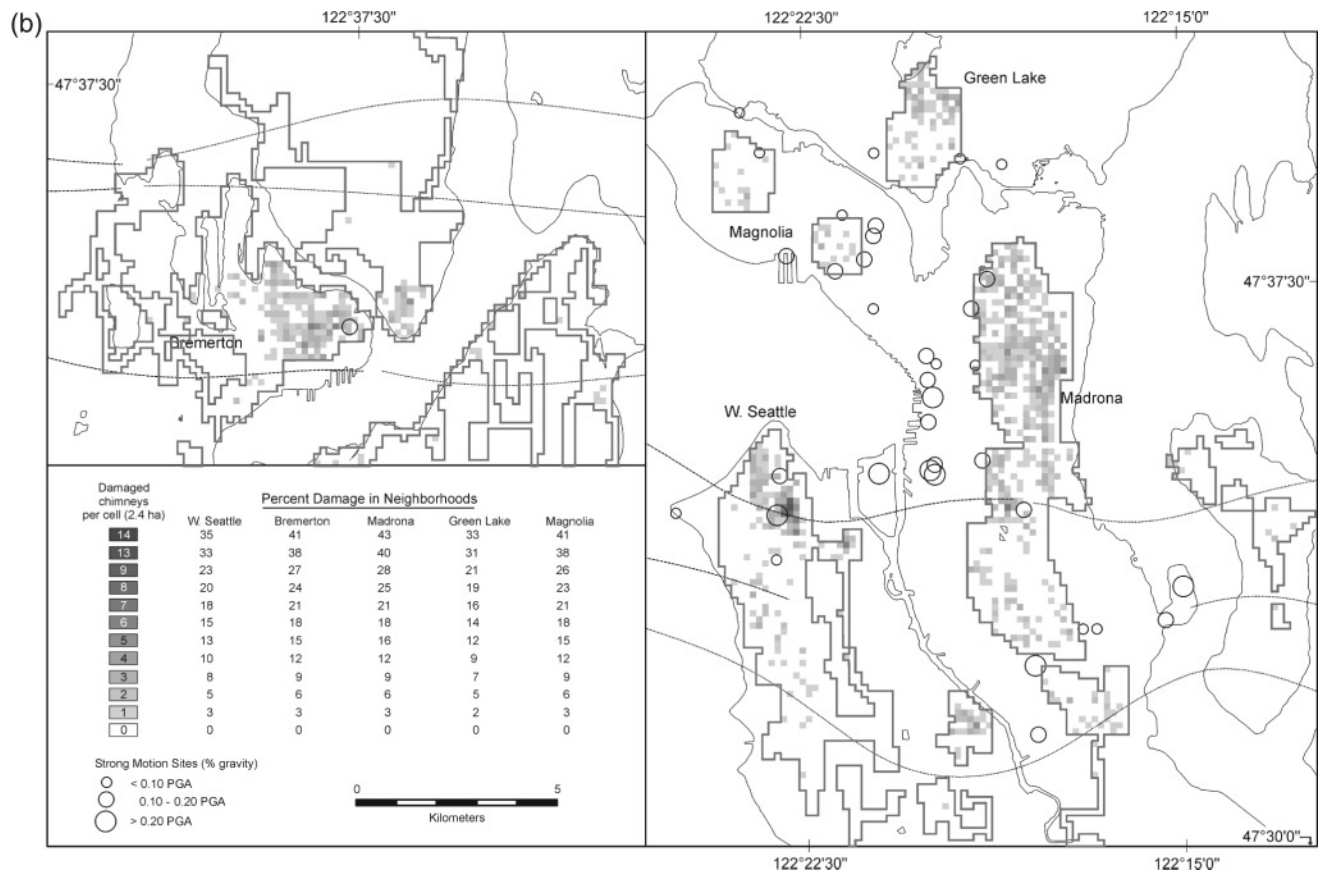 (b)
122°37'30"
122°22'30"
122°15'0"
47°37'30"
Green Lake
Magnolia
47°37'30"
Bremerton
Madrona
W. Seattle
Damaged
chimneys
per cell (2.4 ha)
Percent Damage in Neighborhoods
W. Seattle Bremerton Madrona Green Lake Magnolia
14 35 41 43 33 41
13 33 38 40 31 38
9 23 27 28 21 26
8 20 24 25 19 23
7 18 21 21 16 21
6 15 18 18 14 18
5 13 15 16 12 15
4 10 12 12 9 12
3 8 9 9 7 9
2 5 6 6 5 6
1 3 3 3 2 3
0 0 0 0 0 0
Strong Motion Sites (% gravity)
< 0.10 PGA
0.10 - 0.20 PGA
> 0.20 PGA
0 5
Kilometers
47°30'0"
122°22'30"
122°15'0"